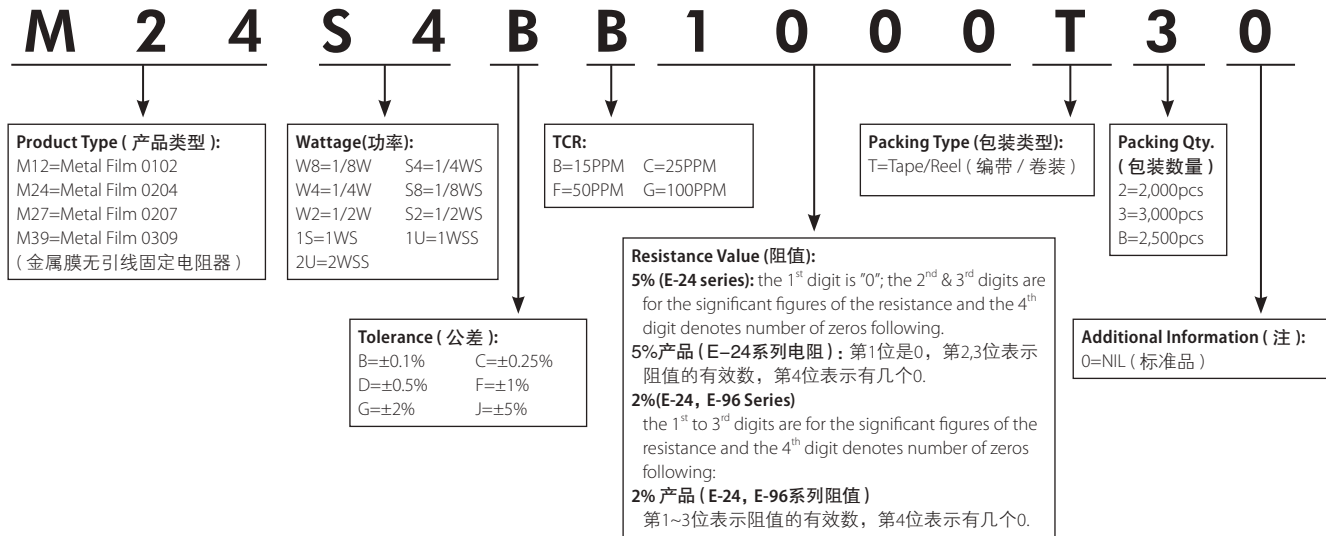 M 2 4 S 4 B B 1 0 0 0 T 3 0
Product Type ( 产品类型 ):
M12=Metal Film 0102
M24=Metal Film 0204
M27=Metal Film 0207
M39=Metal Film 0309
( 金属膜无引线固定电阻器 )
Wattage(功率):
W8=1/8W S4=1/4WS
W4=1/4W S8=1/8WS
W2=1/2W S2=1/2WS
1S=1WS 1U=1WSS
2U=2WSS
Tolerance ( 公差 ):
B=±0.1% C=±0.25%
D=±0.5% F=±1%
G=±2% J=±5%
TCR:
B=15PPM C=25PPM
F=50PPM G=100PPM
Resistance Value (阻值):
5% (E-24 series): the 1st digit is "0"; the 2nd & 3rd digits are
for the significant figures of the resistance and the 4th
digit denotes number of zeros following.
5%产品 ( E–24系列电阻 ) : 第1位是0，第2,3位表示
阻值的有效数，第4位表示有几个0.
2%(E-24, E-96 Series)
the 1st to 3rd digits are for the significant figures of the
resistance and the 4th digit denotes number of zeros
following:
2% 产品 ( E-24, E-96系列阻值 )
第1~3位表示阻值的有效数，第4位表示有几个0.
Packing Type (包装类型):
T=Tape/Reel ( 编带 / 卷装 )
Packing Qty.
( 包装数量 )
2=2,000pcs
3=3,000pcs
B=2,500pcs
Additional Information ( 注 ):
0=NIL ( 标准品 )